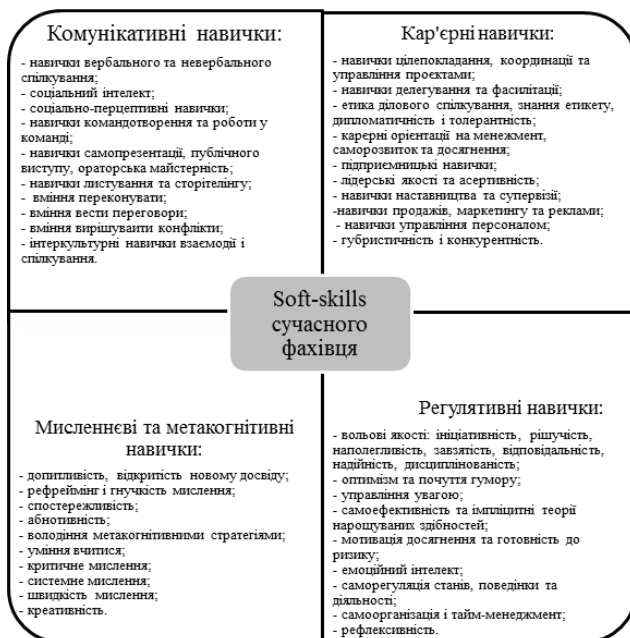 Комунікативні навички:
- навички вербального та невербального
спілкування;
- соціальний інтелект;
- соціально-перцептивні навички;
- навички командотворення та роботи у
команді;
- навички самопрезентації, публічного
виступу, ораторська майстерність;
- навички листування та сторітелінгу;
- вміння переконувати;
- вміння вести переговори;
- вміння вирішуваити конфлікти;
- інтеркультурні навички взаємодії і
спілкування.
Кар'єрні навички:
- навички цілепокладання, координації та
управління проєктами;
- навички делегування та фасилітації;
- етика ділового спілкування, знання етикету,
дипломатичність і толерантність;
- карєрні орієнтації на менеджмент,
саморозвиток та досягнення;
- підприємницькі навички;
- лідерські якості та асертивність;
- навички наставництва та супервізії;
-навички продажів, маркетингу та реклами;
- навички управління персоналом;
- губристичність і конкурентність.
Soft-skills
сучасного
фахівця
Мисленнєві та метакогнітивні
навички:
- допитливість, відкритість новому досвіду;
- рефреймінг і гнучкість мислення;
- спостережливість;
- абнотивність;
- володіння метакогнітивними стратегіями;
- уміння вчитися;
- критичне мислення;
- системне мислення;
- швидкість мислення;
- креативність.
Регулятивні навички:
- вольові якості: ініціативність, рішучість,
наполегливість, завзятість, відповідальність,
надійність, дисциплінованість;
- оптимізм та почуття гумору;
- управління увагою;
- самоефективність та імпліцитні теорії
нарощуваних здібностей;
- мотивація досягнення та готовність до
ризику;
- емоційний інтелект;
- саморегуляція станів, поведінки та
діяльності;
- самоорганізація і тайм-менеджмент;
- рефлексивність.